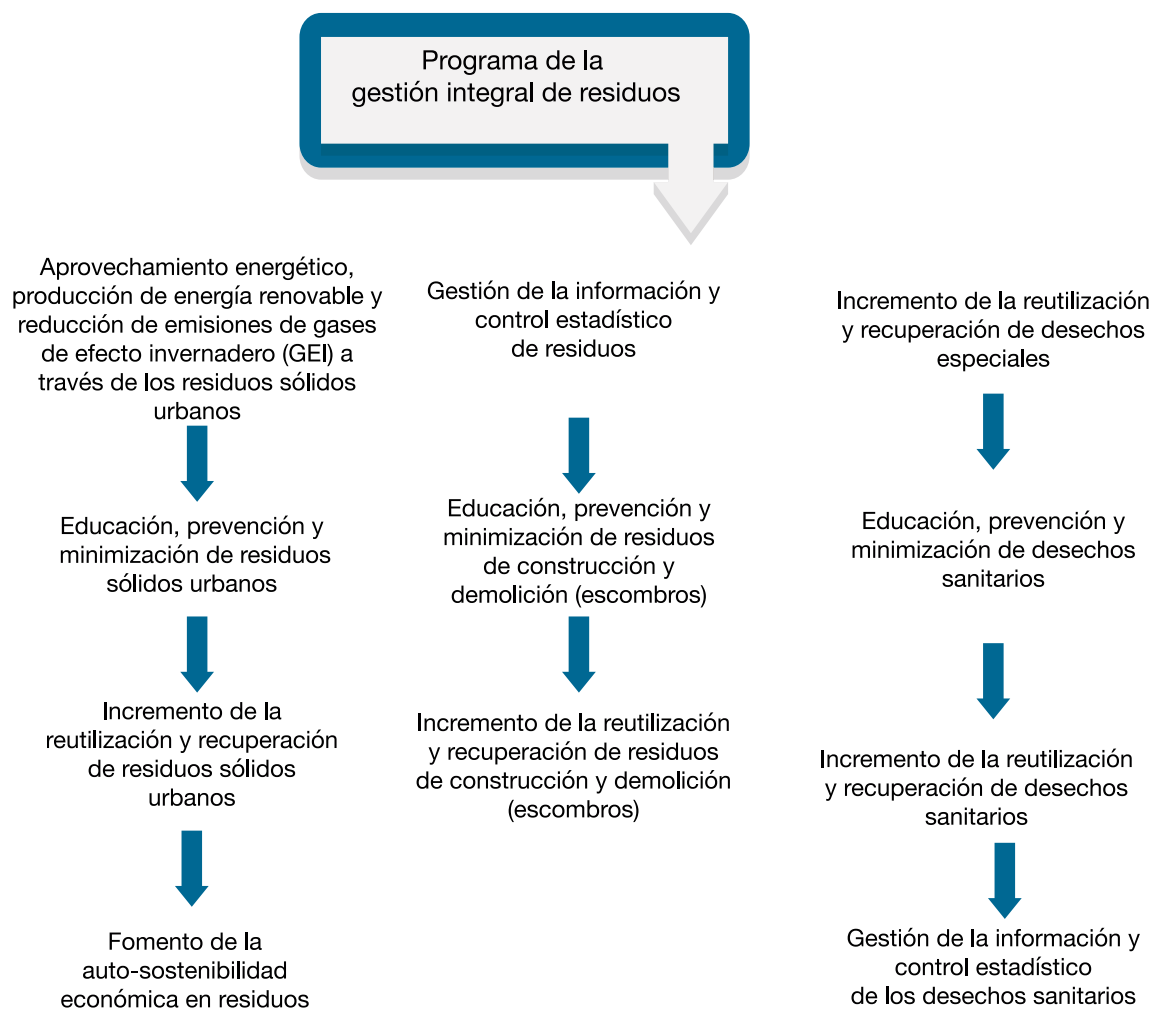 Programa de la
gestión integral de residuos
Aprovechamiento energético,
producción de energía renovable y
reducción de emisiones de gases
de efecto invernadero (GEI) a
través de los residuos sólidos
urbanos
Educación, prevención y
minimización de residuos
sólidos urbanos
Incremento de la
reutilización y recuperación
de residuos sólidos
urbanos
Fomento de la
auto-sostenibilidad
económica en residuos
Gestión de la información y
control estadístico
de residuos
Educación, prevención y
minimización de residuos
de construcción y
demolición (escombros)
Incremento de la reutilización
y recuperación de residuos
de construcción y demolición
(escombros)
Incremento de la reutilización
y recuperación de desechos
especiales
Educación, prevención y
minimización de desechos
sanitarios
Incremento de la reutilización
y recuperación de desechos
sanitarios
Gestión de la información y
control estadístico
de los desechos sanitarios